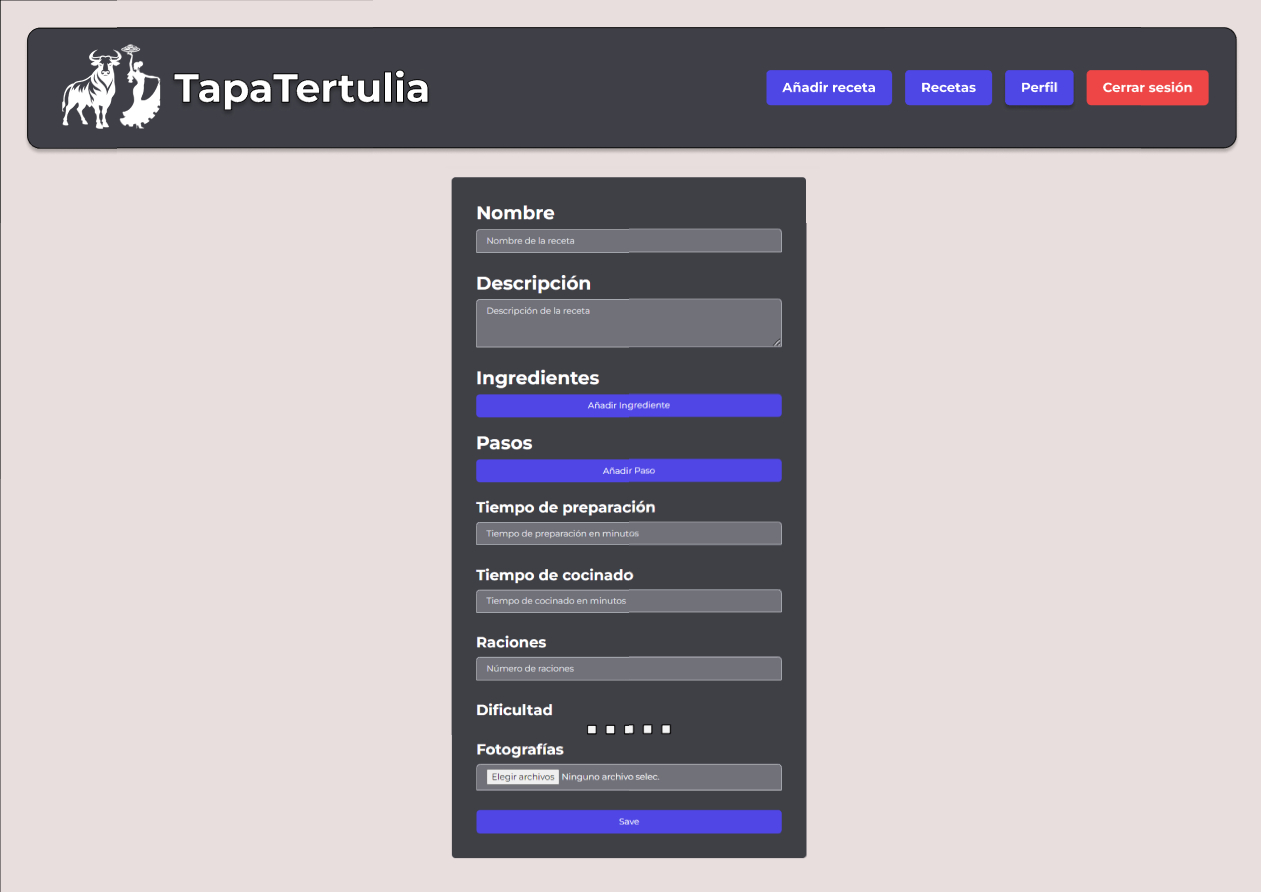 TapaTertulia
Añadir receta
Recetas
Perfil
Cerrar sesión
Nombre
Nombre de la receta
Descripción
Descripción de la receta
Ingredientes
Añadir Ingrediente
Pasos
Añadir Paso
Tiempo de preparación
Tiempo de preparación en minutos
Tiempo de cocinado
Tiempo de cocinado en minutos
Raciones
Número de raciones
Dificultad
Fotografías
Elegir archivos Ninguno archivo selec.
Save